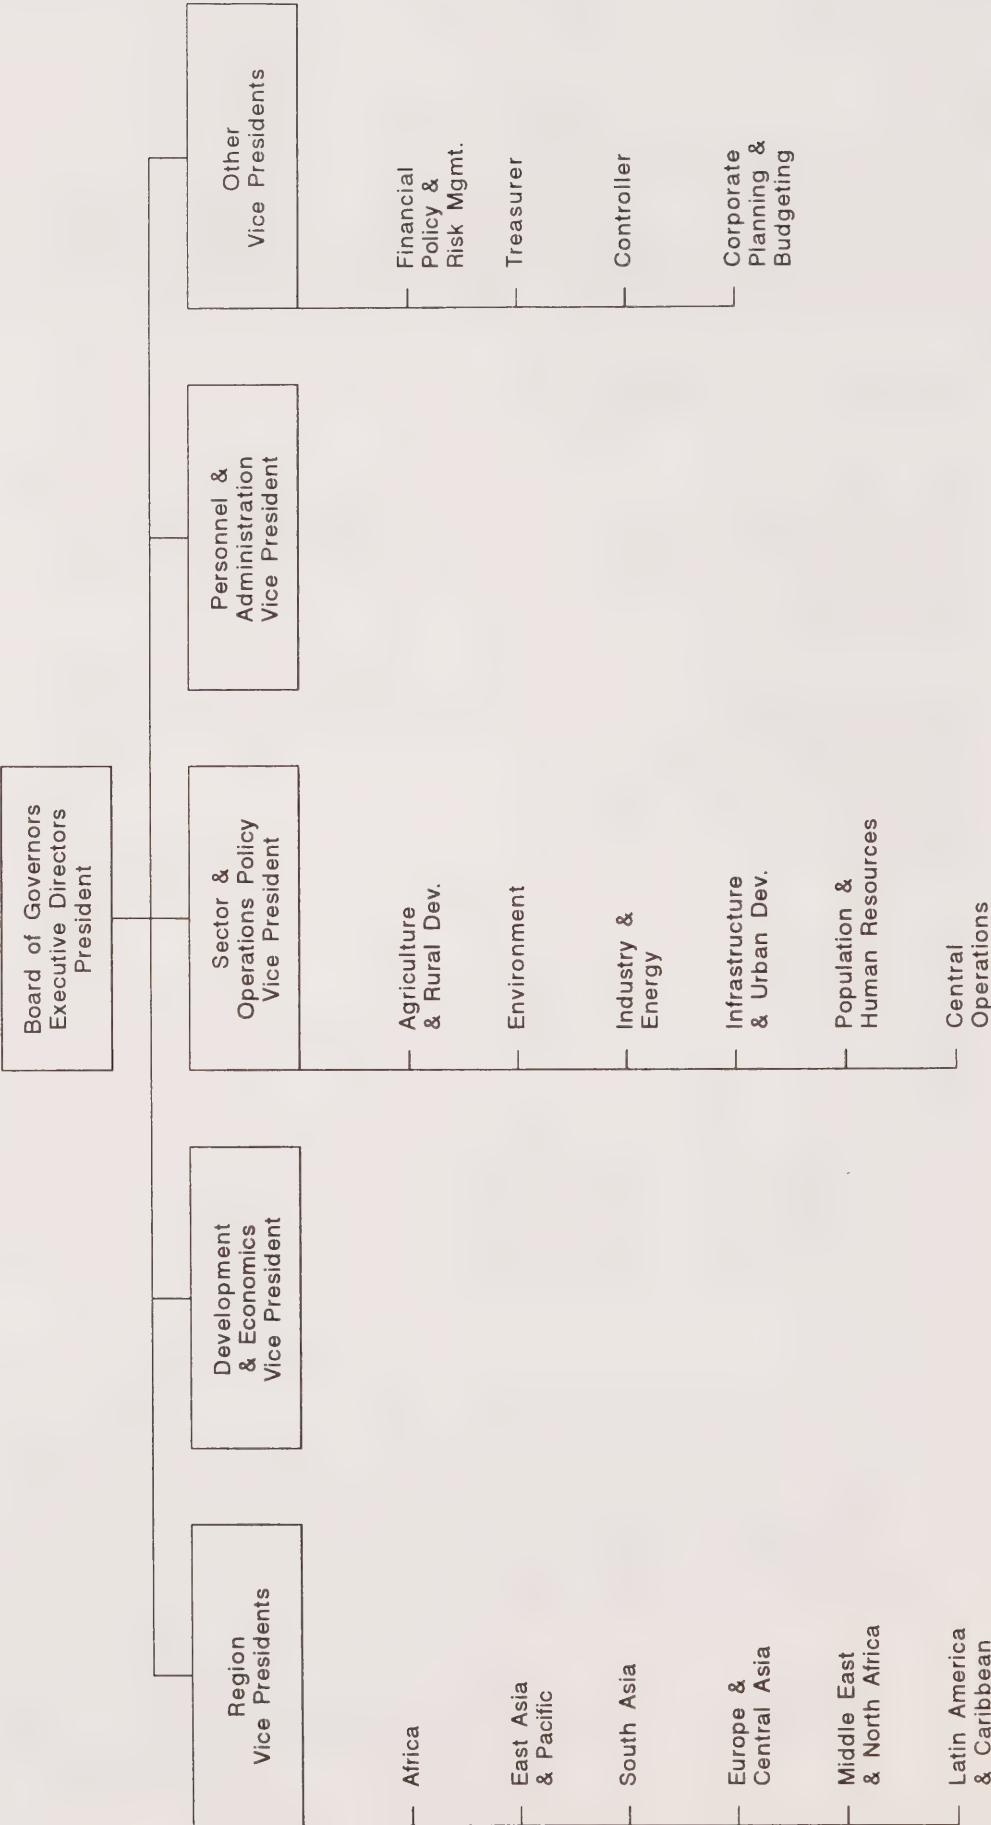 Board of Governors
Executive Directors
President
Region
Vice Presidents
Africa
East Asia
& Pacific
South Asia
Europe &
Central Asia
Middle East
& North Africa
Latin America
& Caribbean
Development
& Economics
Vice President
Sector &
Operations Policy
Vice President
Agriculture
& Rural Dev.
Environment
Industry &
Energy
Infrastructure
& Urban Dev.
Population &
Human Resources
Central
Operations
Personnel &
Administration
Vice President
Other
Vice Presidents
Financial
Policy &
Risk Mgmt.
Treasurer
Controller
Corporate
Planning &
Budgeting